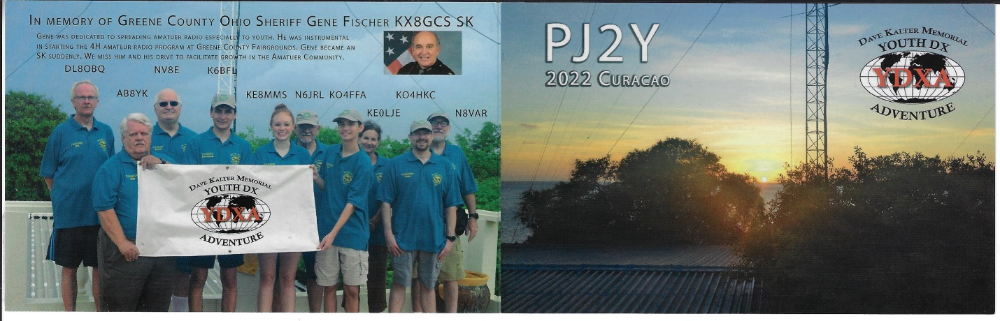 In memory of Greene County Ohio Sheriff Gene Fischer KX8GCS SK
Gene was dedicated to spreading amatuer radio especially to youth. He was instrumental
in starting the 4H amateur radio program at Greene County Fairgrounds. Gene became an
SK suddenly. We miss him and his drive to facilitate growth in the Amatuer Community.
DL8OBQ NV8E K6BFL
AB8YK KE8MMS N6JRL KO4FFA KO4HKC
KE0LJE N8VAR
Dave Kalter Memorial
Youth DX
YDXA
Adventure
PJ2Y
2022 Curacao
Dave Kalter Memorial
Youth DX
YDXA
Adventure